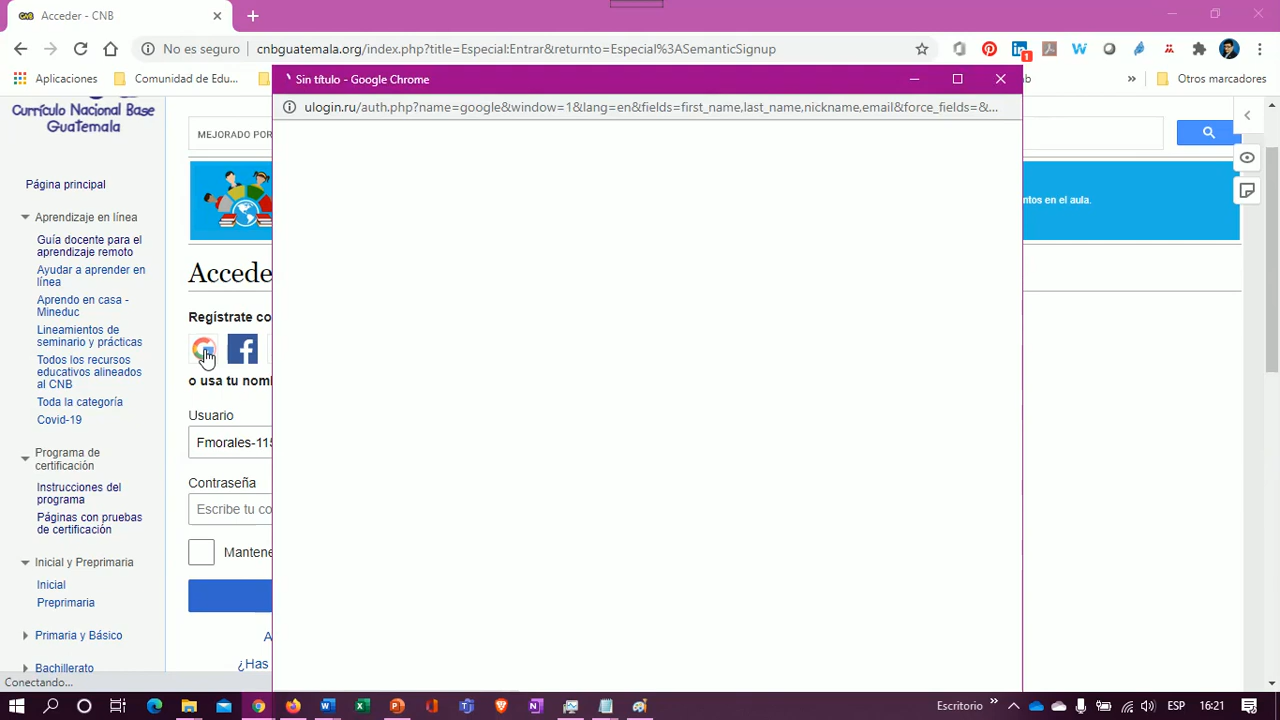 Acceder - CNB
No es seguro
cnbguatemala.org/index.php?title=Especial:Entrar&returnto=Especial%3ASemanticSignup
1
Aplicaciones
Comunidad de Edu...
»
Otros marcadores
Sin título - Google Chrome
ulogin.ru/auth.php?name=google&window=1&lang=en&fields=first_name,last_name,nickname,email&force_fields=&...
Currículo Nacional Base
Guatemala
MEJORADO POR
Página principal
Aprendizaje en línea
Guía docente para el
aprendizaje remoto
Ayudar a aprender en
línea
Aprendo en casa -
Mineduc
Lineamientos de
seminario y prácticas
Todos los recursos
educativos alineados
al CNB
Toda la categoría
Covid-19
Programa de
certificación
Instrucciones del
programa
Páginas con pruebas
de certificación
Inicial y Preprimaria
Inicial
Preprimaria
Primaria y Básico
Bachillerato
Conectando...
ntos en el aula.
Accede
Regístrate co
o usa tu nomi
Usuario
Fmorales-115
Contraseña
Escribe tu co
Mantene
A
¿Has
Escritorio
»
ESP
16:21